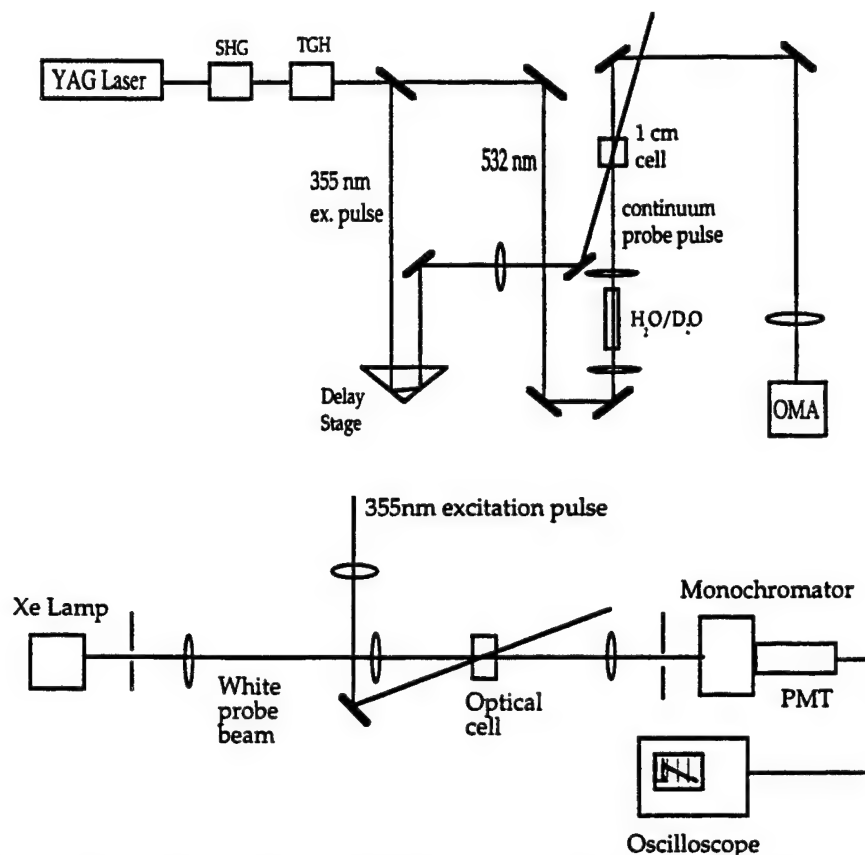 SHG
TGH
YAG Laser
1 cm
cell
532 nm
355 nm
ex. pulse
continuum
probe pulse
H₂O/D₂O
Delay
Stage
OMA
355nm excitation pulse
Xe Lamp
Monochromator
White
probe
beam
Optical
cell
PMT
Oscilloscope